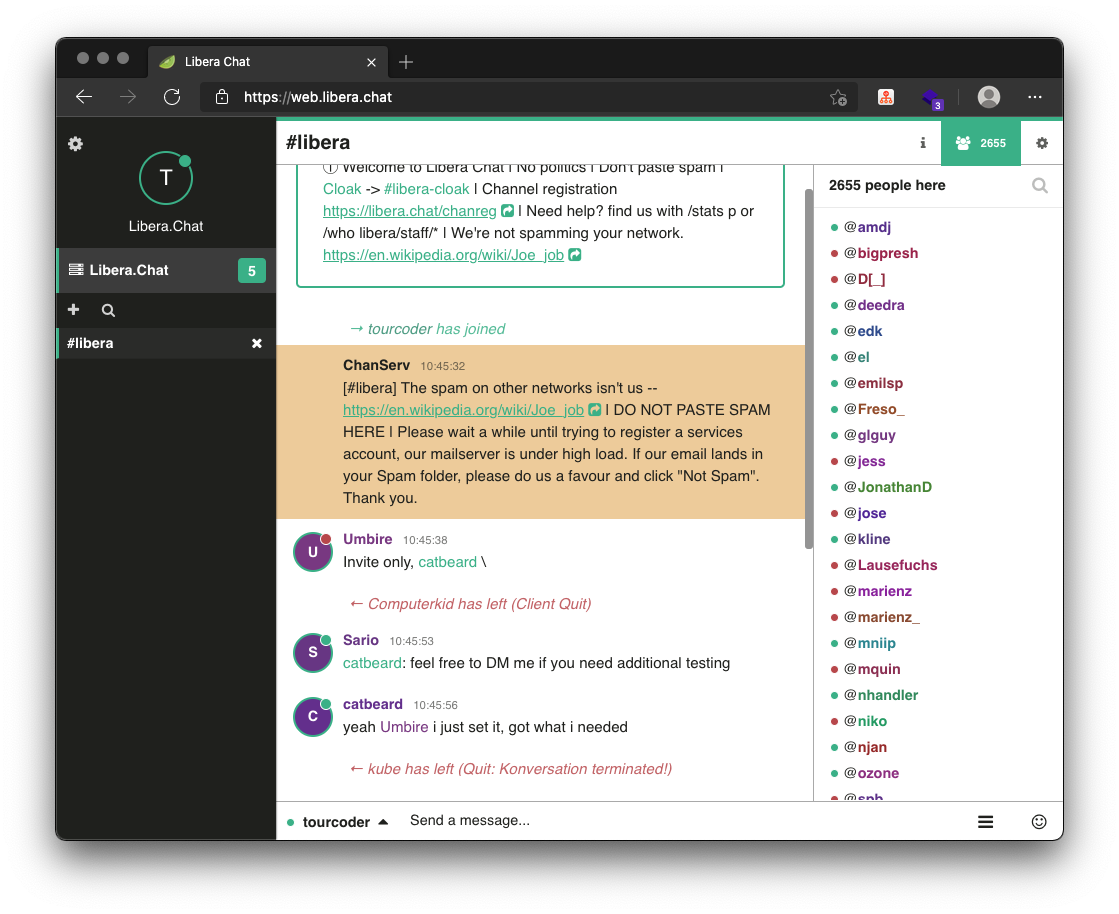 Libera Chat
https://web.libera.chat
3
T
Libera.Chat
Libera.Chat 5
#libera
#libera
2655
ⓘ Welcome to Libera Chat | No politics | Don't paste spam |
Cloak -> #libera-cloak | Channel registration
https://libera.chat/chanreg | Need help? find us with /stats p or
/who libera/staff/* | We're not spamming your network.
https://en.wikipedia.org/wiki/Joe_job
→ tourcoder has joined
ChanServ 10:45:32
[#libera] The spam on other networks isn't us --
https://en.wikipedia.org/wiki/Joe_job | DO NOT PASTE SPAM
HERE | Please wait a while until trying to register a services
account, our mailserver is under high load. If our email lands in
your Spam folder, please do us a favour and click "Not Spam".
Thank you.
U
Umbire 10:45:38
Invite only, catbeard \
← Computerkid has left (Client Quit)
S
Sario 10:45:53
catbeard: feel free to DM me if you need additional testing
C
catbeard 10:45:56
yeah Umbire i just set it, got what i needed
← kube has left (Quit: Konversation terminated!)
tourcoder Send a message...
2655 people here
@amdj
@bigpresh
@D[_]
@deedra
@edk
@el
@emilsp
@Freso_
@glguy
@jess
@JonathanD
@jose
@kline
@Lausefuchs
@marienz
@marienz_
@mniip
@mquin
@nhandler
@niko
@njan
@ozone
@spb